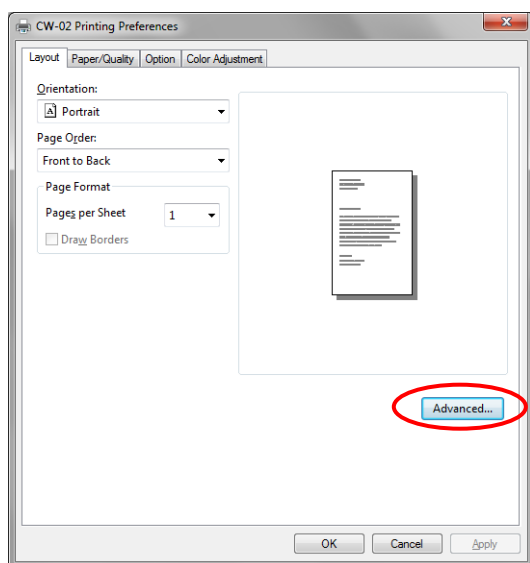 CW-02 Printing Preferences
Layout Paper/Quality Option Color Adjustment
Orientation:
A Portrait
Page Order:
Front to Back
Page Format
Pages per Sheet 1
Draw Borders
Advanced...
OK Cancel Apply